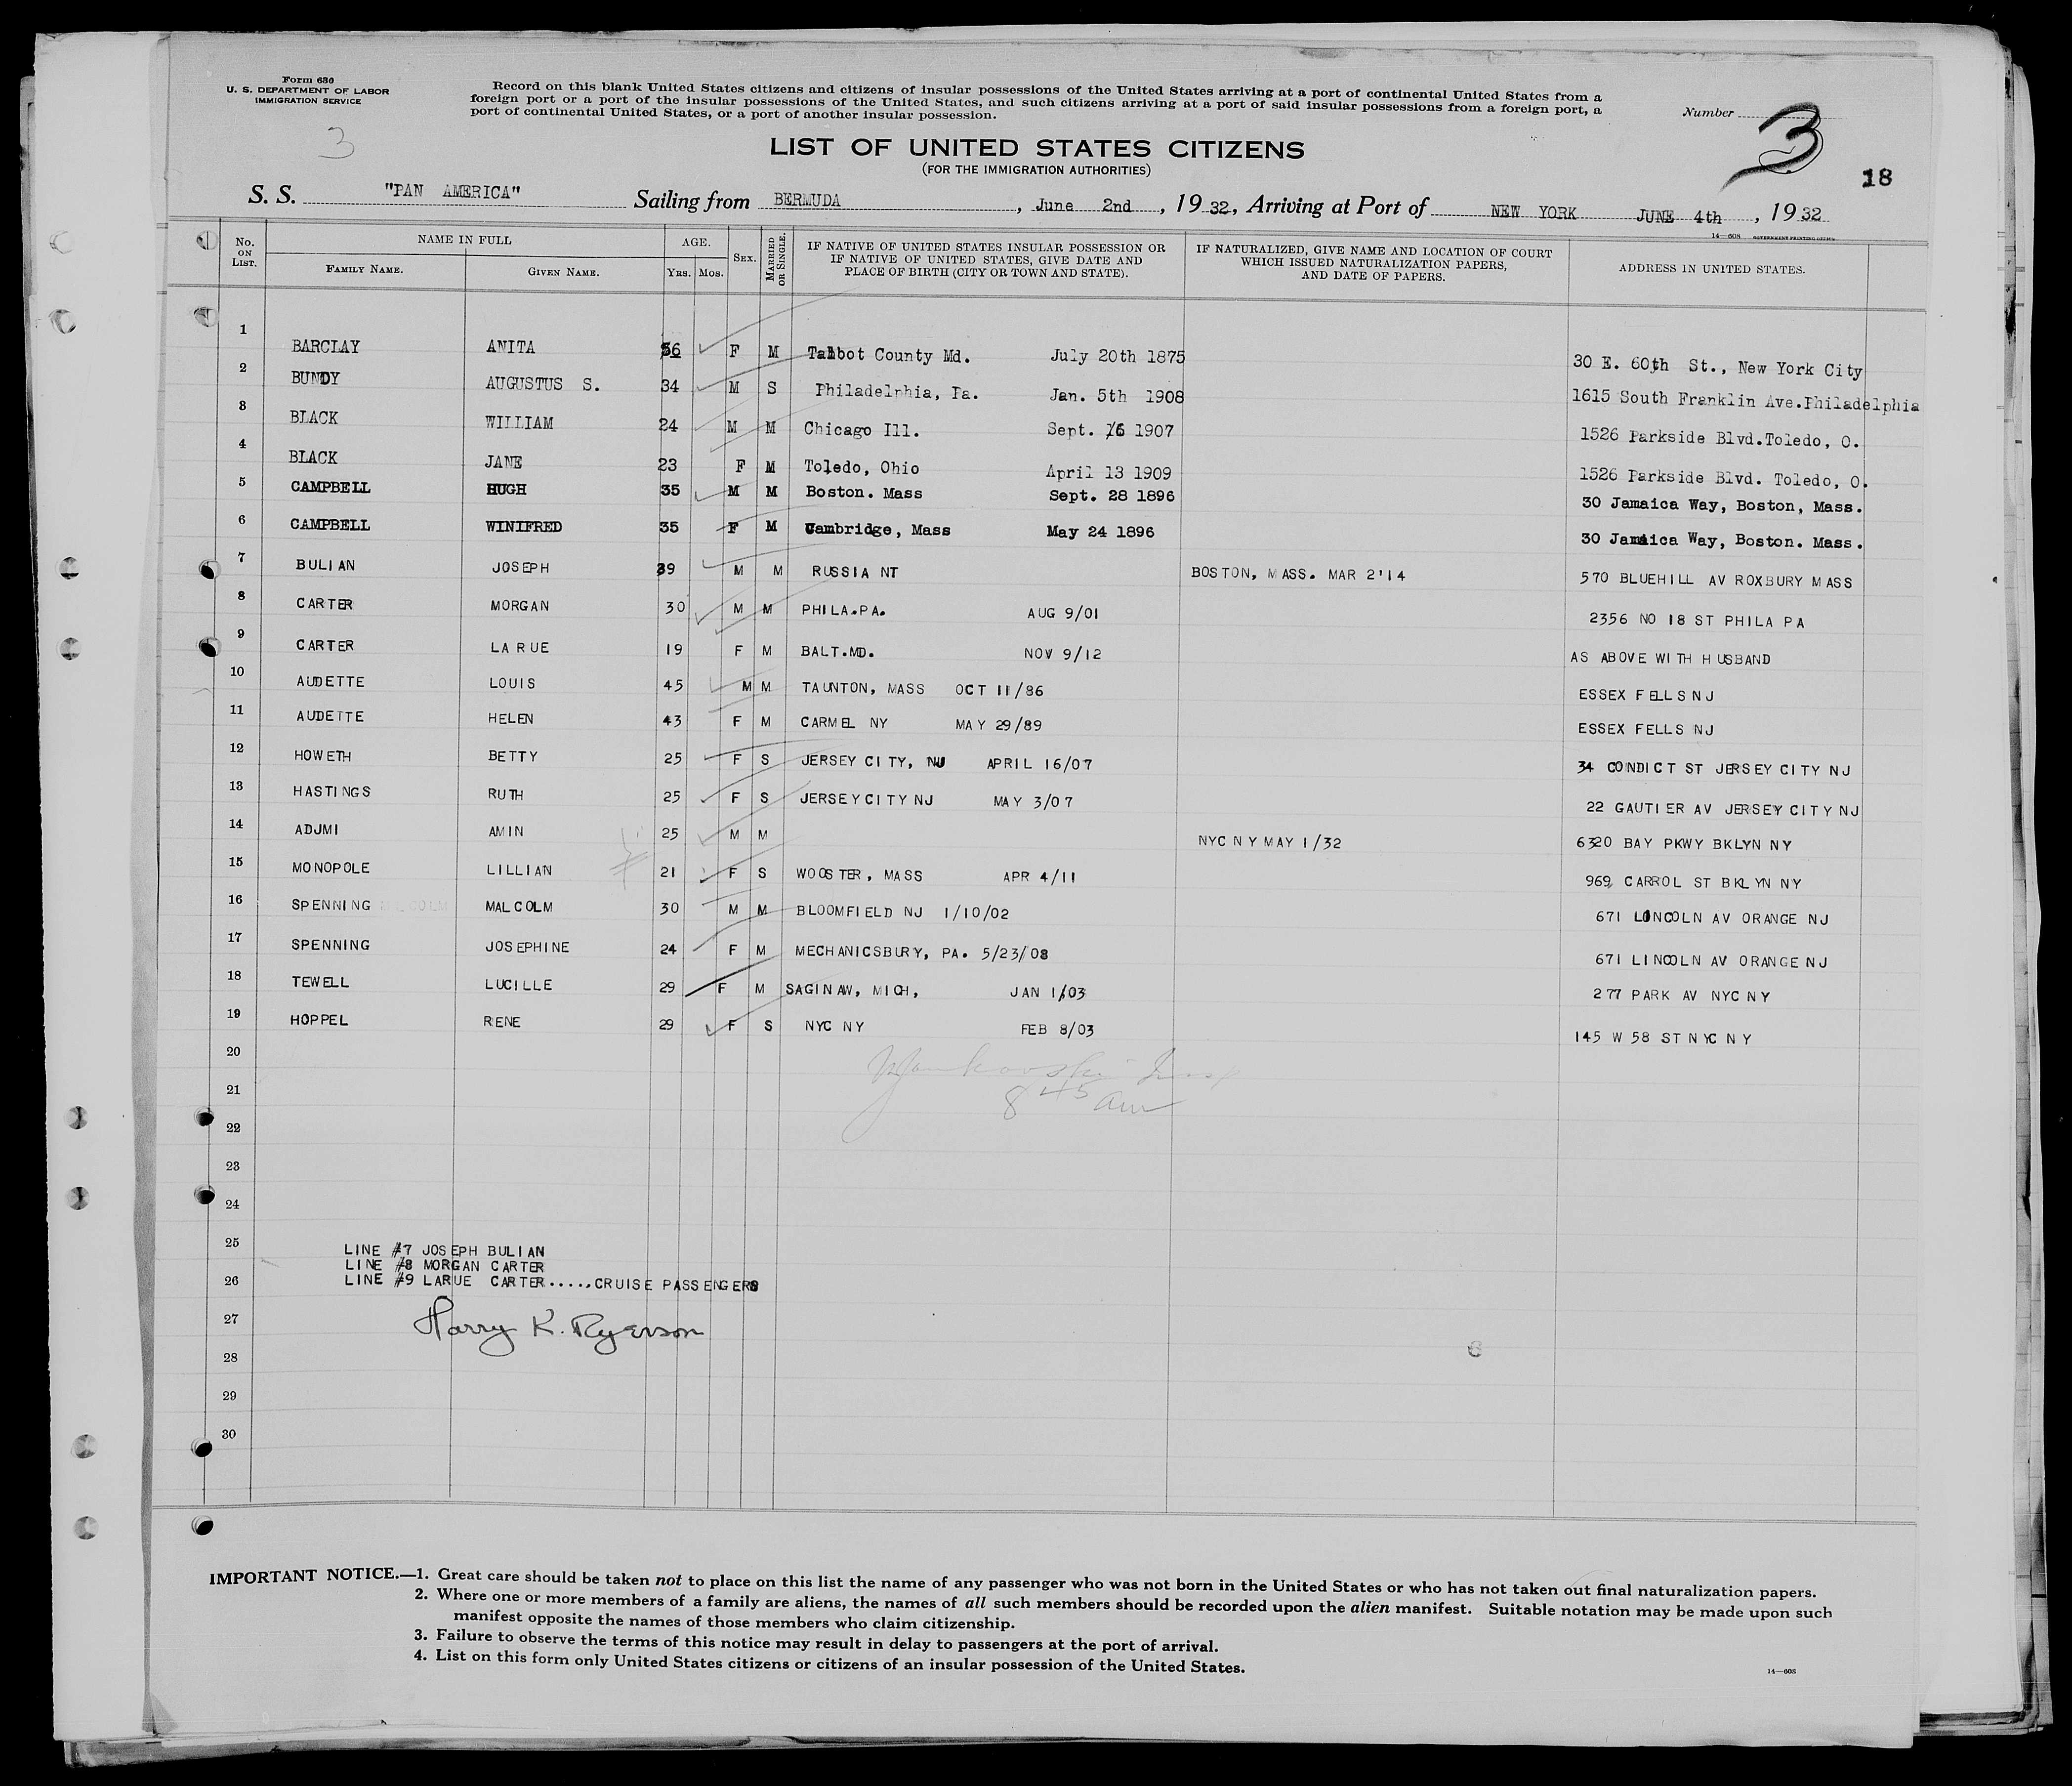 Form 630
U. S. DEPARTMENT OF LABOR
IMMIGRATION SERVICE
3
Record on this blank United States citizens and citizens of insular possessions of the United States arriving at a port of continental United States from a
foreign port or a port of the insular possessions of the United States, and such citizens arriving at a port of said insular possessions from a foreign port, a
port of continental United States, or a port of another insular possession.
Number 3
18
LIST OF UNITED STATES CITIZENS
(FOR THE IMMIGRATION AUTHORITIES)
S. S. "PAN AMERICA" Sailing from BERMUDA, June 2nd, 19 32, Arriving at Port of NEW YORK JUNE 4th, 19 32
14—608 GOVERNMENT PRINTING OFFICE
No. ON LIST. NAME IN FULL FAMILY NAME. GIVEN NAME. AGE. YRS. MOS. SEX. MARRIED OR SINGLE. IF NATIVE OF UNITED STATES INSULAR POSSESSION OR IF NATIVE OF UNITED STATES, GIVE DATE AND PLACE OF BIRTH (CITY OR TOWN AND STATE). IF NATURALIZED, GIVE NAME AND LOCATION OF COURT WHICH ISSUED NATURALIZATION PAPERS, AND DATE OF PAPERS. ADDRESS IN UNITED STATES.
1 BARCLAY ANITA 56 F M Talbot County Md. July 20th 1875 30 E. 60th St., New York City
2 BUNDY AUGUSTUS S. 34 M S Philadelphia, Pa. Jan. 5th 1908 1615 South Franklin Ave.Philadelphia
3 BLACK WILLIAM 24 M M Chicago Ill. Sept. 16 1907 1526 Parkside Blvd.Toledo, O.
4 BLACK JANE 23 F M Toledo, Ohio April 13 1909 1526 Parkside Blvd. Toledo, O.
5 CAMPBELL HUGH 35 M M Boston. Mass Sept. 28 1896 30 Jamaica Way, Boston, Mass.
6 CAMPBELL WINIFRED 35 F M Cambridge, Mass May 24 1896 30 Jamaica Way, Boston. Mass.
7 BULIAN JOSEPH 39 M M RUSSIA NT BOSTON, MASS. MAR 2'14 570 BLUEHILL AV ROXBURY MASS
8 CARTER MORGAN 30 M M PHILA.PA. AUG 9/01 2356 NO 18 ST PHILA PA
9 CARTER LA RUE 19 F M BALT.MD. NOV 9/12 AS ABOVE WITH HUSBAND
10 AUDETTE LOUIS 45 M M TAUNTON, MASS OCT 11/86 ESSEX FELLS NJ
11 AUDETTE HELEN 43 F M CARMEL NY MAY 29/89 ESSEX FELLS NJ
12 HOWETH BETTY 25 F S JERSEY CITY, NJ APRIL 16/07 34 CONDICT ST JERSEY CITY NJ
13 HASTINGS RUTH 25 F S JERSEY CITY NJ MAY 3/07 22 GAUTIER AV JERSEY CITY NJ
14 ADJMI AMIN 25 M M NYC NY MAY 1/32 6320 BAY PKWY BKLYN NY
15 MONOPOLE LILLIAN 21 F S WOOSTER, MASS APR 4/11 969 CARROL ST BKLYN NY
16 SPENNING MALCOLM MALCOLM 30 M M BLOOMFIELD NJ 1/10/02 671 LINCOLN AV ORANGE NJ
17 SPENNING JOSEPHINE 24 F M MECHANICSBURY, PA. 5/23/08 671 LINCOLN AV ORANGE NJ
18 TEWELL LUCILLE 29 F M SAGINAW, MICH, JAN 1/03 277 PARK AV NYC NY
19 HOPPEL RENE 29 F S NYC NY FEB 8/03 145 W 58 ST NYC NY
20
21
8 45 am
22
23
24
25
LINE #7 JOSEPH BULIAN
LINE #8 MORGAN CARTER
26 LINE #9 LARUE CARTER.....CRUISE PASSENGERS
27 Harry K. Ryerson
28
29
30
IMPORTANT NOTICE.—1. Great care should be taken not to place on this list the name of any passenger who was not born in the United States or who has not taken out final naturalization papers.
2. Where one or more members of a family are aliens, the names of all such members should be recorded upon the alien manifest. Suitable notation may be made upon such
manifest opposite the names of those members who claim citizenship.
3. Failure to observe the terms of this notice may result in delay to passengers at the port of arrival.
4. List on this form only United States citizens or citizens of an insular possession of the United States.
14—608